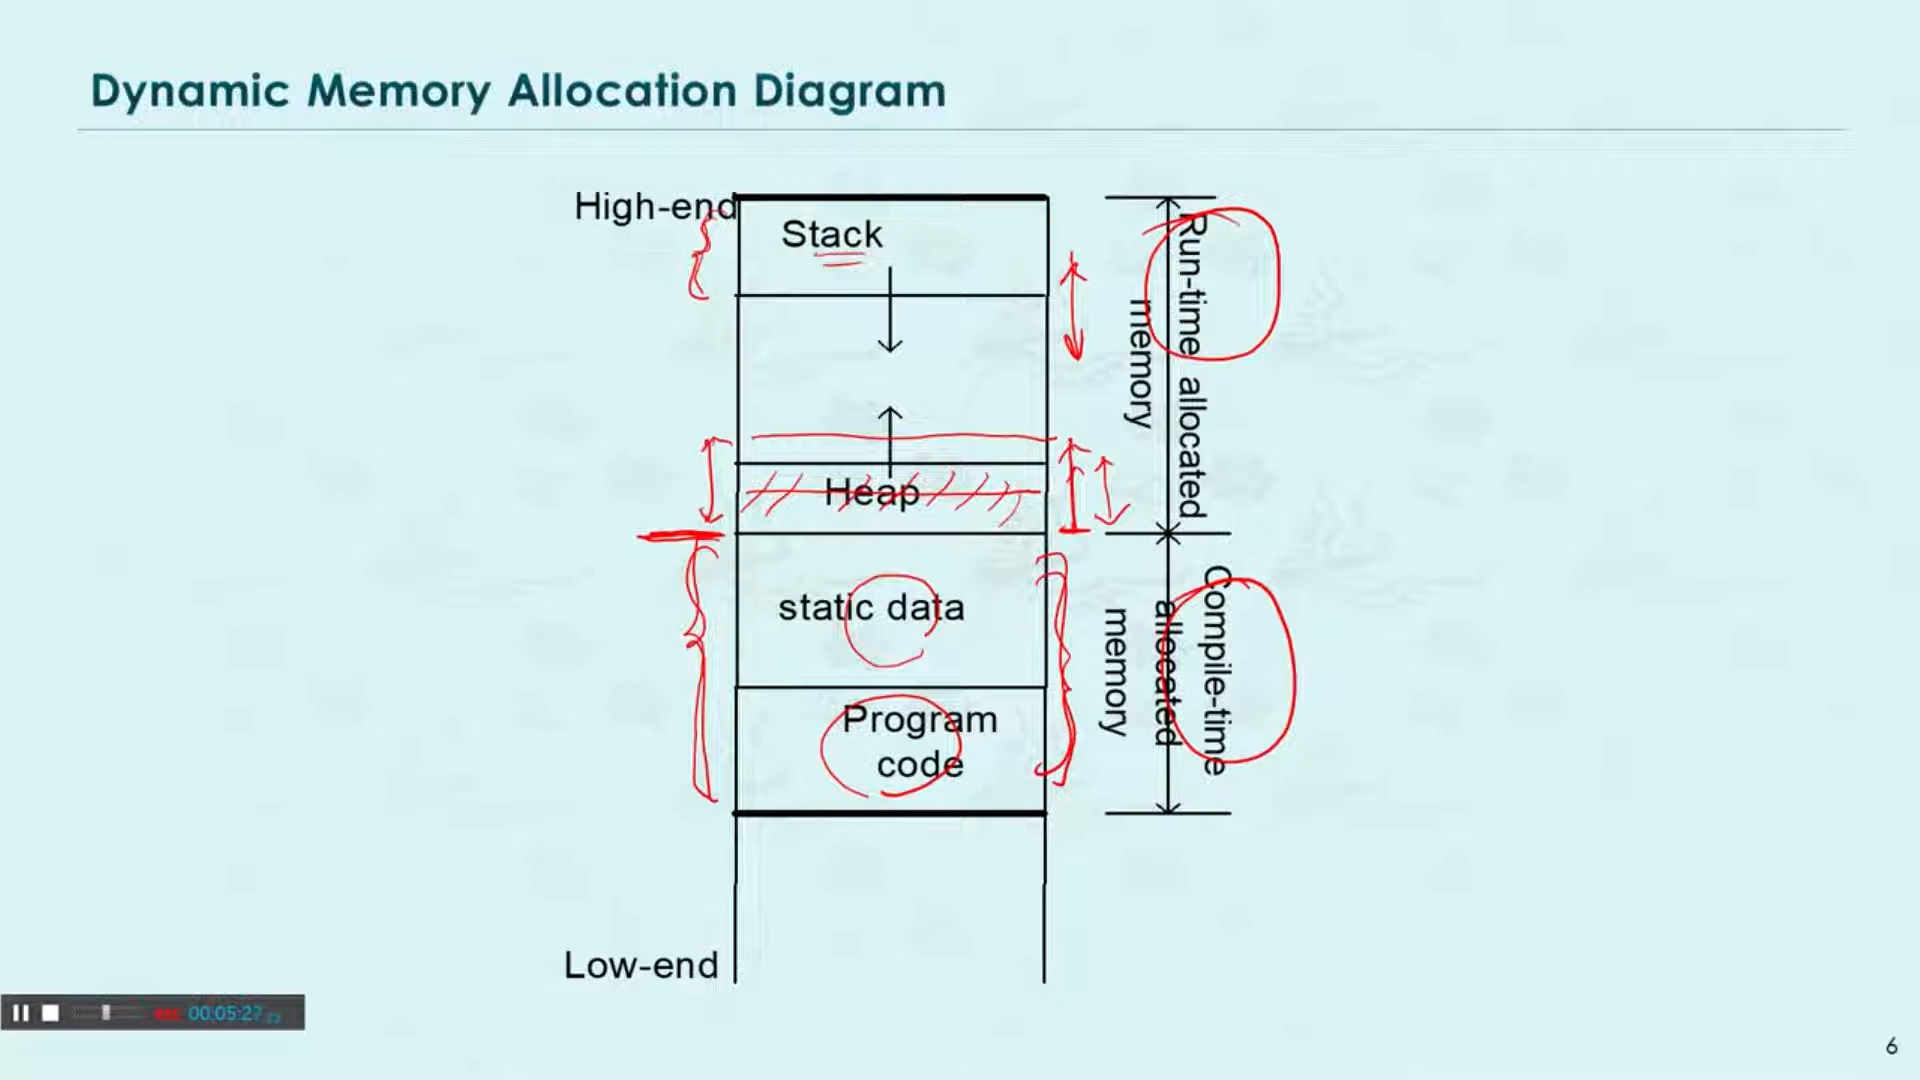 Dynamic Memory Allocation Diagram
High-end
Stack
Run-time allocated
memory
Heap
static data
Compile-time
allocated
memory
Program
code
Low-end
00:05:27
6